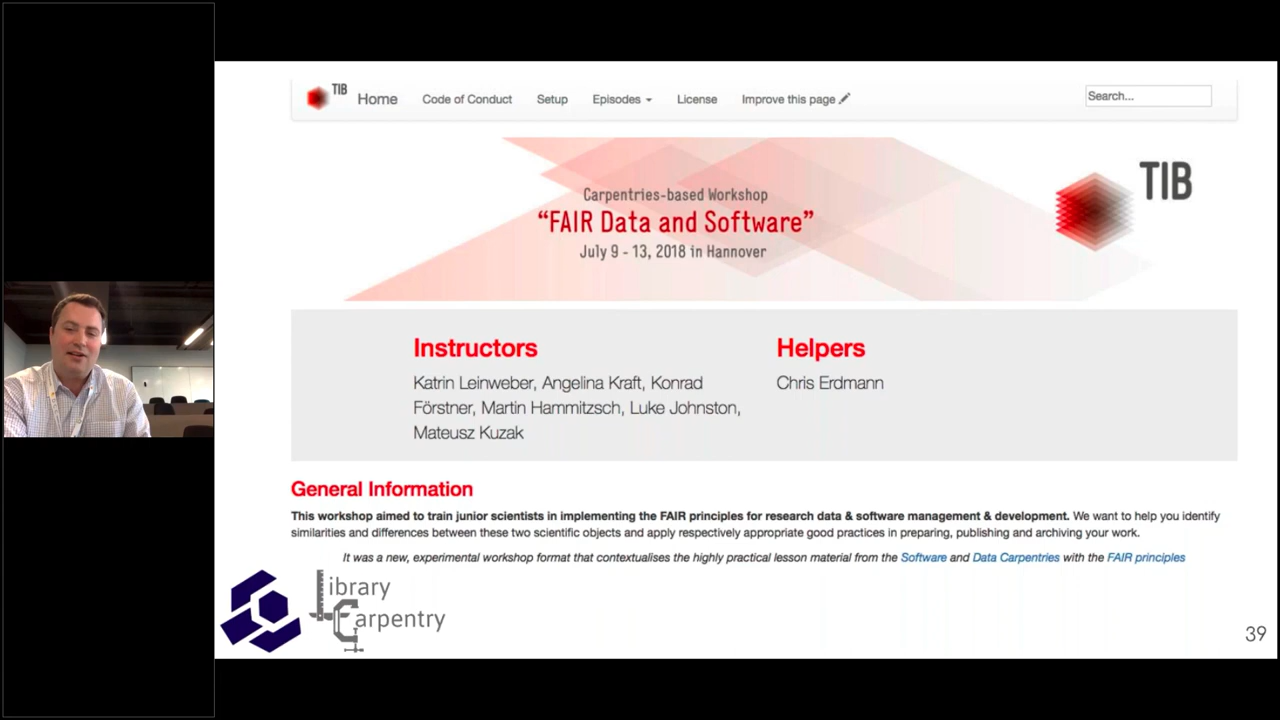 TIB
Home Code of Conduct Setup Episodes License Improve this page Search...
Carpentries-based Workshop
“FAIR Data and Software”
July 9 - 13, 2018 in Hannover
TIB
Instructors
Katrin Leinweber, Angelina Kraft, Konrad
Förstner, Martin Hammitzsch, Luke Johnston,
Mateusz Kuzak
Helpers
Chris Erdmann
General Information
This workshop aimed to train junior scientists in implementing the FAIR principles for research data & software management & development. We want to help you identify
similarities and differences between these two scientific objects and apply respectively appropriate good practices in preparing, publishing and archiving your work.
It was a new, experimental workshop format that contextualises the highly practical lesson material from the Software and Data Carpentries with the FAIR principles
Library
Carpentry
39